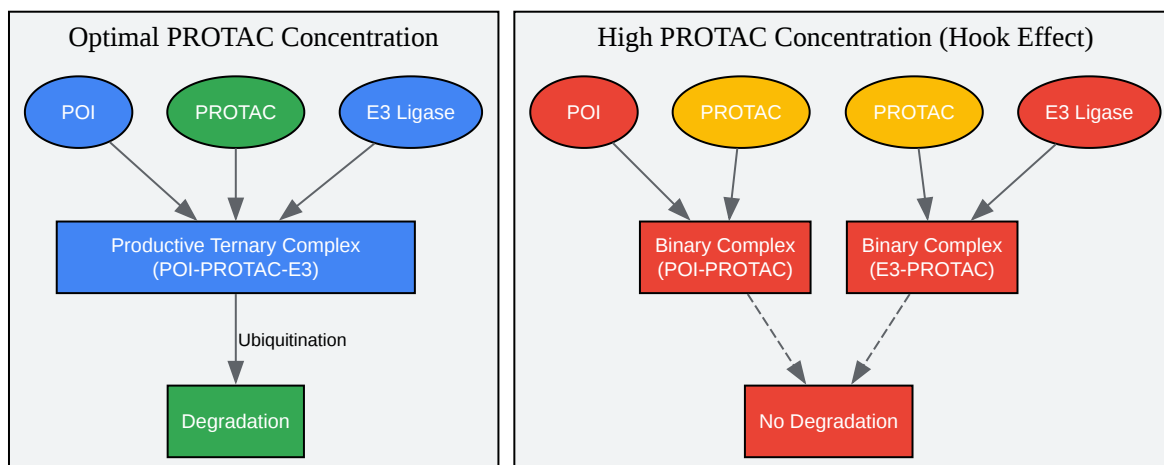 Optimal PROTAC Concentration
POI
PROTAC
E3 Ligase
Productive Ternary Complex
(POI-PROTAC-E3)
Ubiquitination
Degradation
High PROTAC Concentration (Hook Effect)
POI
PROTAC
PROTAC
E3 Ligase
Binary Complex
(POI-PROTAC)
Binary Complex
(E3-PROTAC)
No Degradation